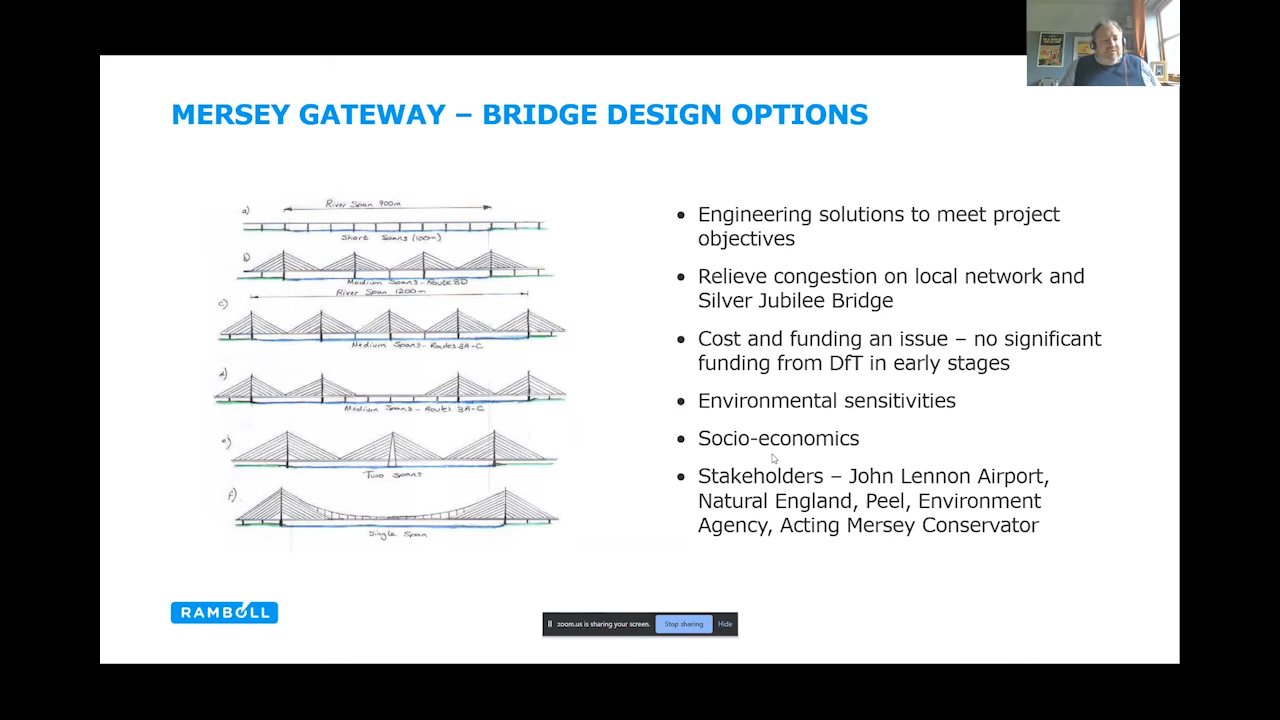 MERSEY GATEWAY – BRIDGE DESIGN OPTIONS
River Span 900m
a)
Short Spans (100m)
b)
Medium Spans - Route 3D
River Span 1200m
c)
Medium Spans - Routes 3A-C
d)
Medium Spans - Routes 3A-C
e)
Two spans
f).
Single Span
• Engineering solutions to meet project
objectives
• Relieve congestion on local network and
Silver Jubilee Bridge
• Cost and funding an issue – no significant
funding from DfT in early stages
• Environmental sensitivities
• Socio-economics
• Stakeholders – John Lennon Airport,
Natural England, Peel, Environment
Agency, Acting Mersey Conservator
RAMBOLL
zoom.us is sharing your screen. Stop sharing Hide